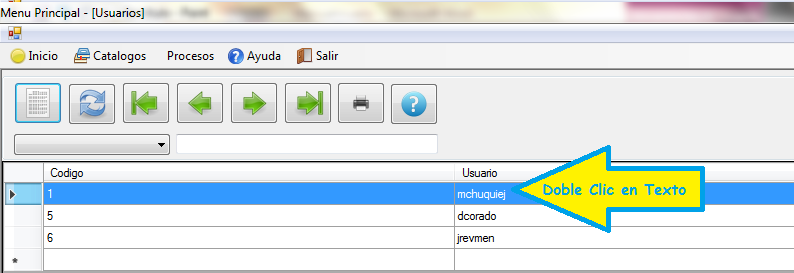 Menu Principal - [Usuarios]
Inicio Catalogos Procesos Ayuda Salir
Codigo Usuario
1 mchuquiej Doble Clic en Texto
5 dcorado
6 jrevmen